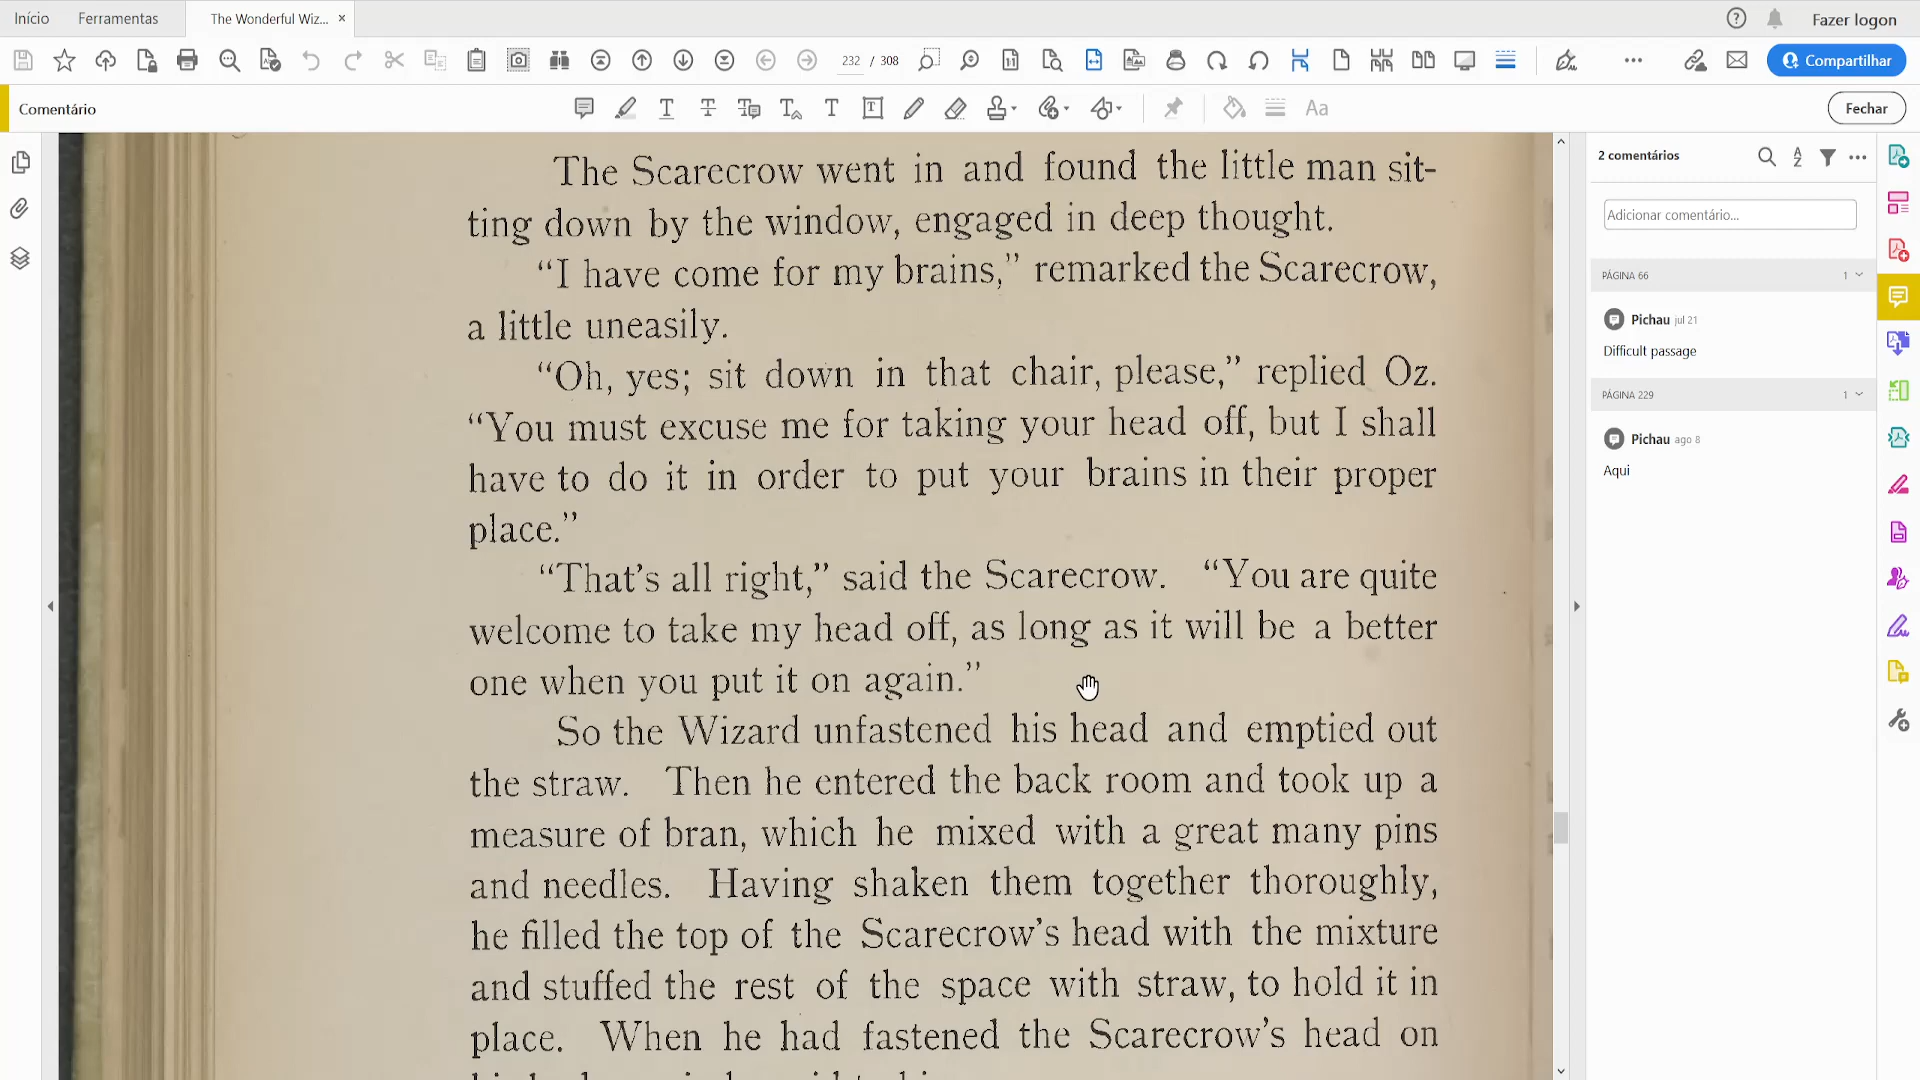 Início Ferramentas The Wonderful Wiz... × Fazer logon
232 / 308 Compartilhar
Comentário Fechar
The Scarecrow went in and found the little man sit-
ting down by the window, engaged in deep thought.
“I have come for my brains,” remarked the Scarecrow,
a little uneasily.
“Oh, yes; sit down in that chair, please,” replied Oz.
“You must excuse me for taking your head off, but I shall
have to do it in order to put your brains in their proper
place.”
“That’s all right,” said the Scarecrow. “You are quite
welcome to take my head off, as long as it will be a better
one when you put it on again.”
So the Wizard unfastened his head and emptied out
the straw. Then he entered the back room and took up a
measure of bran, which he mixed with a great many pins
and needles. Having shaken them together thoroughly,
he filled the top of the Scarecrow’s head with the mixture
and stuffed the rest of the space with straw, to hold it in
place. When he had fastened the Scarecrow’s head on
2 comentários
Adicionar comentário...
PÁGINA 66 1
Pichau jul 21
Difficult passage
PÁGINA 229 1
Pichau ago 8
Aqui